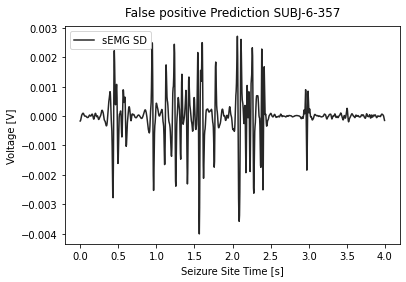 False positive Prediction SUBJ-6-357
sEMG SD
Voltage [V]
0.003
0.002
0.001
0.000
−0.001
−0.002
−0.003
−0.004
0.0 0.5 1.0 1.5 2.0 2.5 3.0 3.5 4.0
Seizure Site Time [s]